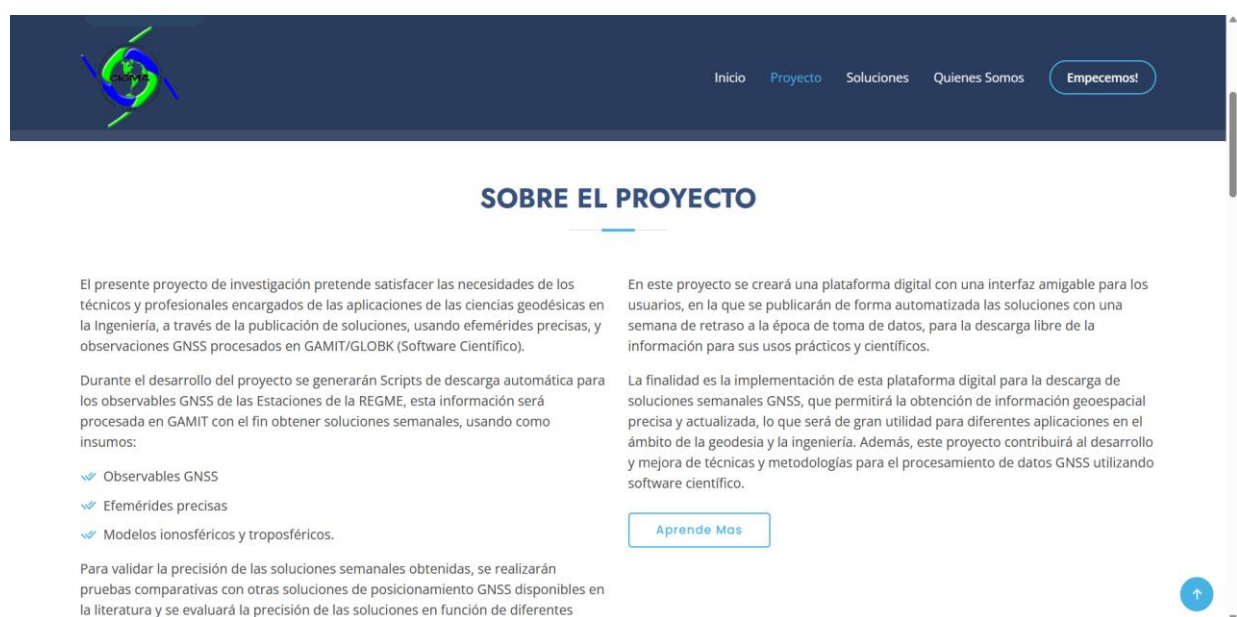 CIGMA
Inicio
Proyecto
Soluciones
Quienes Somos
Empecemos!
SOBRE EL PROYECTO
El presente proyecto de investigación pretende satisfacer las necesidades de los
técnicos y profesionales encargados de las aplicaciones de las ciencias geodésicas en
la Ingeniería, a través de la publicación de soluciones, usando efemérides precisas, y
observaciones GNSS procesados en GAMIT/GLOBK (Software Científico).
Durante el desarrollo del proyecto se generarán Scripts de descarga automática para
los observables GNSS de las Estaciones de la REGME, esta información será
procesada en GAMIT con el fin obtener soluciones semanales, usando como
insumos:
Observables GNSS
Efemérides precisas
Modelos ionosféricos y troposféricos.
Para validar la precisión de las soluciones semanales obtenidas, se realizarán
pruebas comparativas con otras soluciones de posicionamiento GNSS disponibles en
la literatura y se evaluará la precisión de las soluciones en función de diferentes
En este proyecto se creará una plataforma digital con una interfaz amigable para los
usuarios, en la que se publicarán de forma automatizada las soluciones con una
semana de retraso a la época de toma de datos, para la descarga libre de la
información para sus usos prácticos y científicos.
La finalidad es la implementación de esta plataforma digital para la descarga de
soluciones semanales GNSS, que permitirá la obtención de información geoespacial
precisa y actualizada, lo que será de gran utilidad para diferentes aplicaciones en el
ámbito de la geodesia y la ingeniería. Además, este proyecto contribuirá al desarrollo
y mejora de técnicas y metodologías para el procesamiento de datos GNSS utilizando
software científico.
Aprende Mas